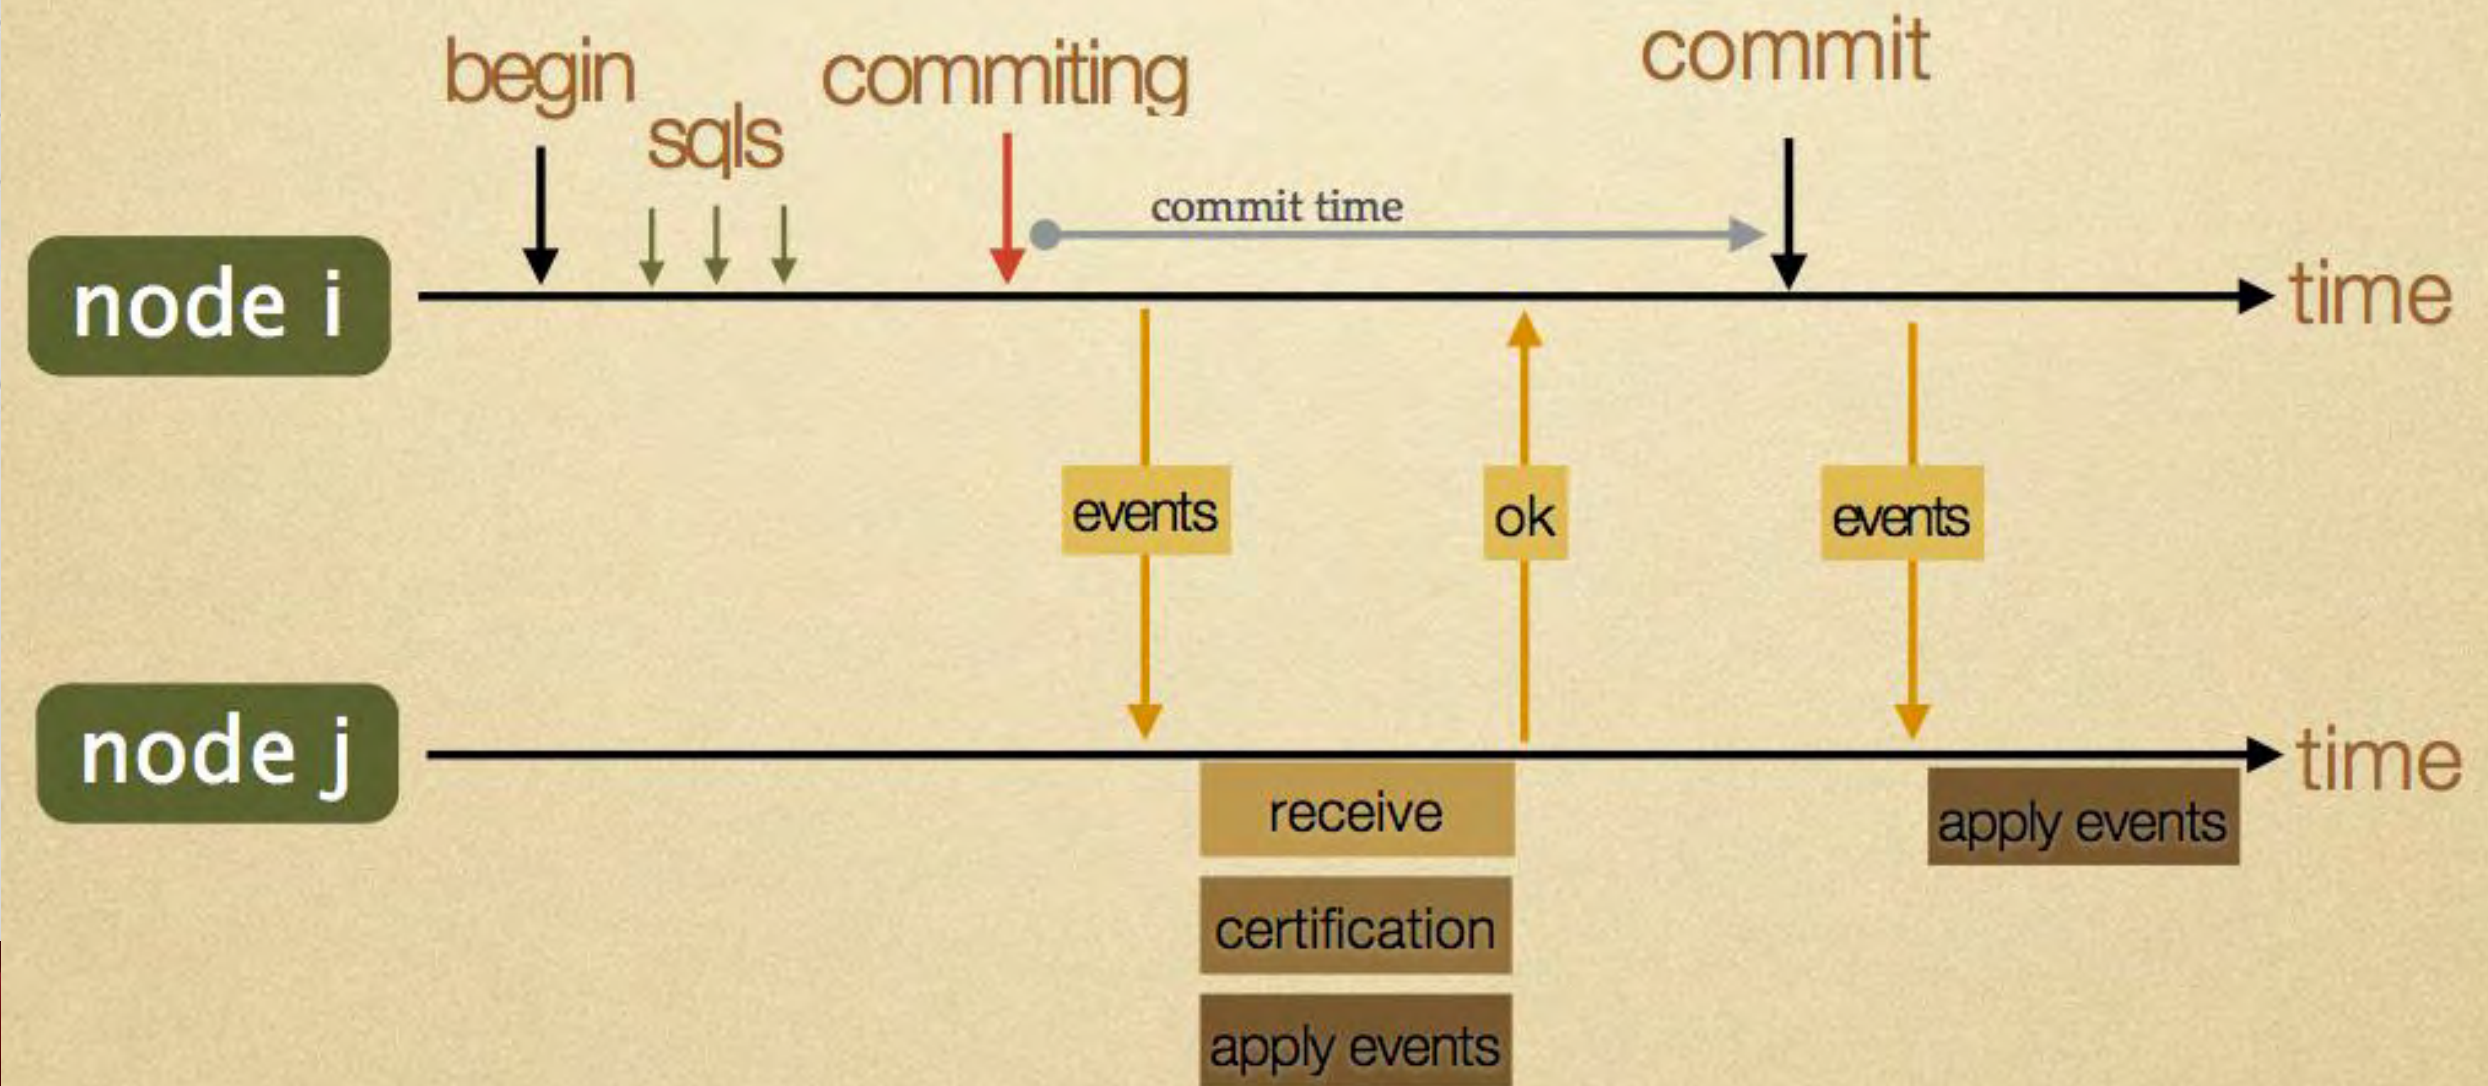 begin
sqls
commiting
commit
commit time
node i
time
events
ok
events
node j
time
receive
apply events
certification
apply events